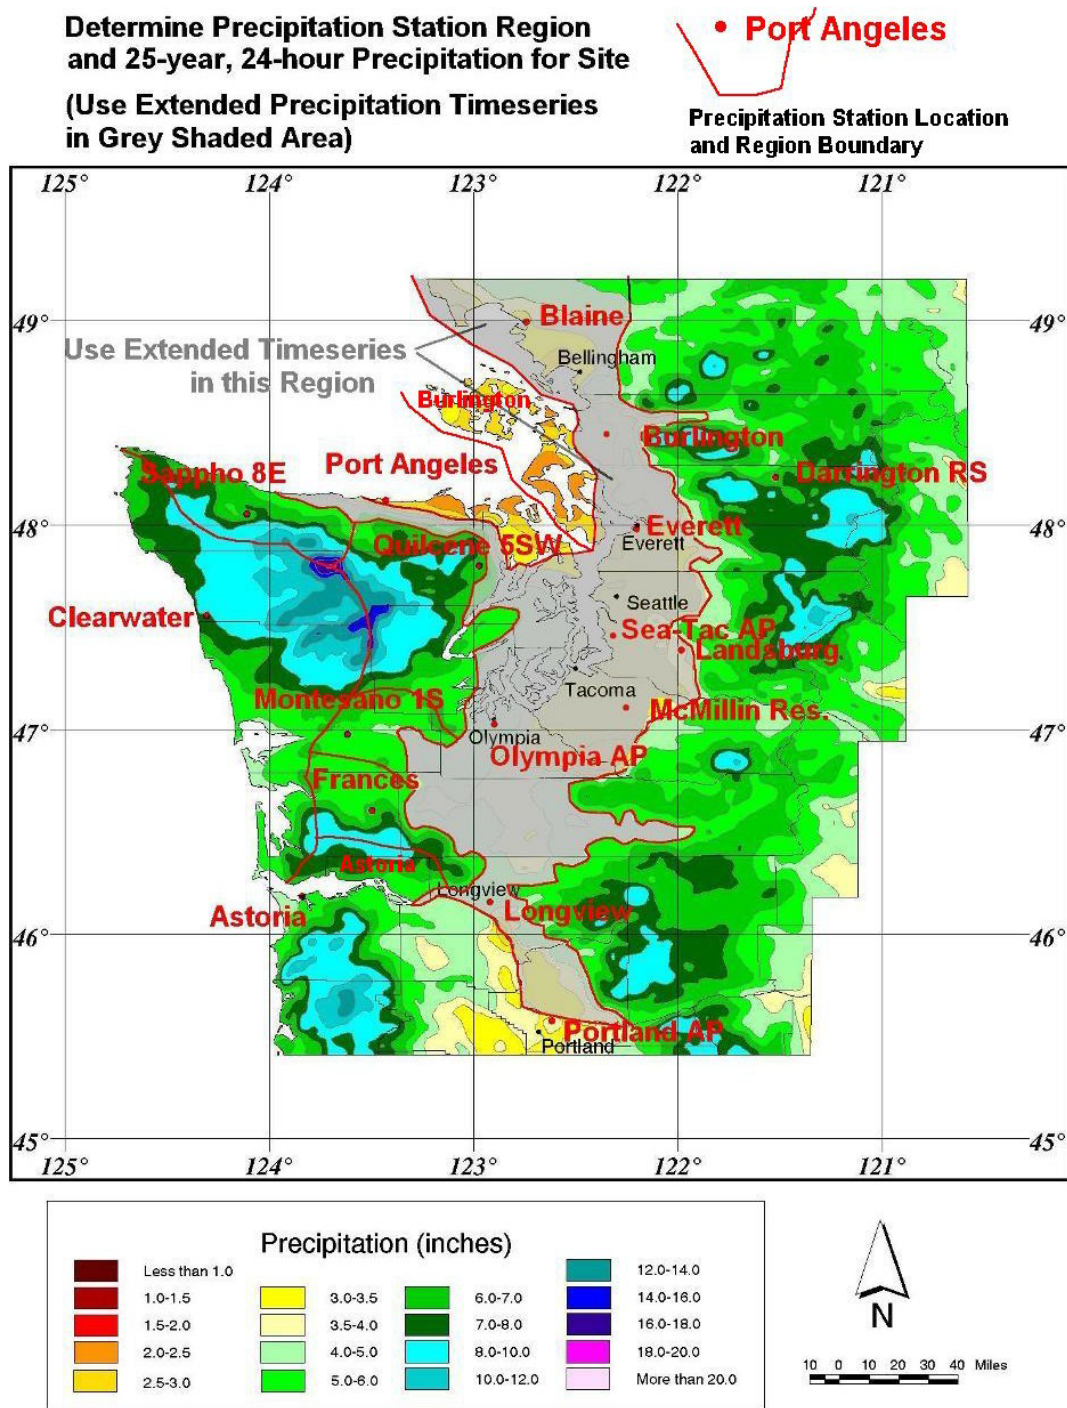 Determine Precipitation Station Region
and 25-year, 24-hour Precipitation for Site
(Use Extended Precipitation Timeseries
in Grey Shaded Area)
Port Angeles
Precipitation Station Location
and Region Boundary
125° 124° 123° 122° 121°
49° 49°
Blaine
Use Extended Timeseries
in this Region
Bellingham
Burlington
Burlington
Port Angeles
Sappho 8E
Darrington RS
48° 48°
Everett
Everett
Quilcene 5SW
Clearwater
Seattle
Sea-Tac AP
Landsburg
Tacoma
Montesano 1S
McMillin Res.
47° 47°
Olympia
Olympia AP
Frances
Astoria
Longview
Longview
Astoria
46° 46°
Portland AP
Portland
45° 45°
125° 124° 123° 122° 121°
Precipitation (inches)
Less than 1.0
1.0-1.5
1.5-2.0
2.0-2.5
2.5-3.0
3.0-3.5
3.5-4.0
4.0-5.0
5.0-6.0
6.0-7.0
7.0-8.0
8.0-10.0
10.0-12.0
12.0-14.0
14.0-16.0
16.0-18.0
18.0-20.0
More than 20.0
N
10 0 10 20 30 40 Miles